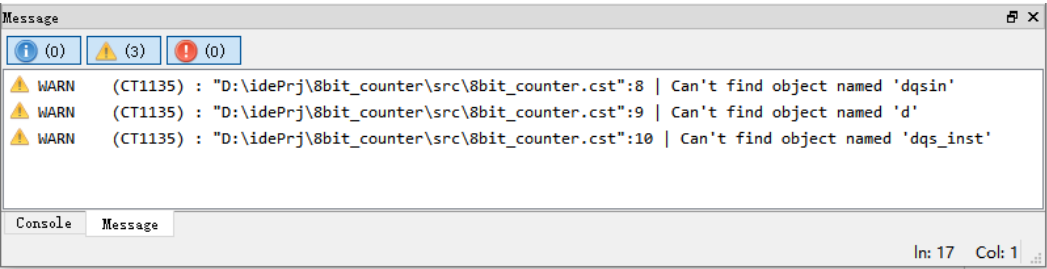 Message
(0) (3) (0)
WARN (CT1135) : "D:\idePrj\8bit_counter\src\8bit_counter.cst":8 | Can't find object named 'dqsin'
WARN (CT1135) : "D:\idePrj\8bit_counter\src\8bit_counter.cst":9 | Can't find object named 'd'
WARN (CT1135) : "D:\idePrj\8bit_counter\src\8bit_counter.cst":10 | Can't find object named 'dqs_inst'
Console Message
ln: 17 Col: 1